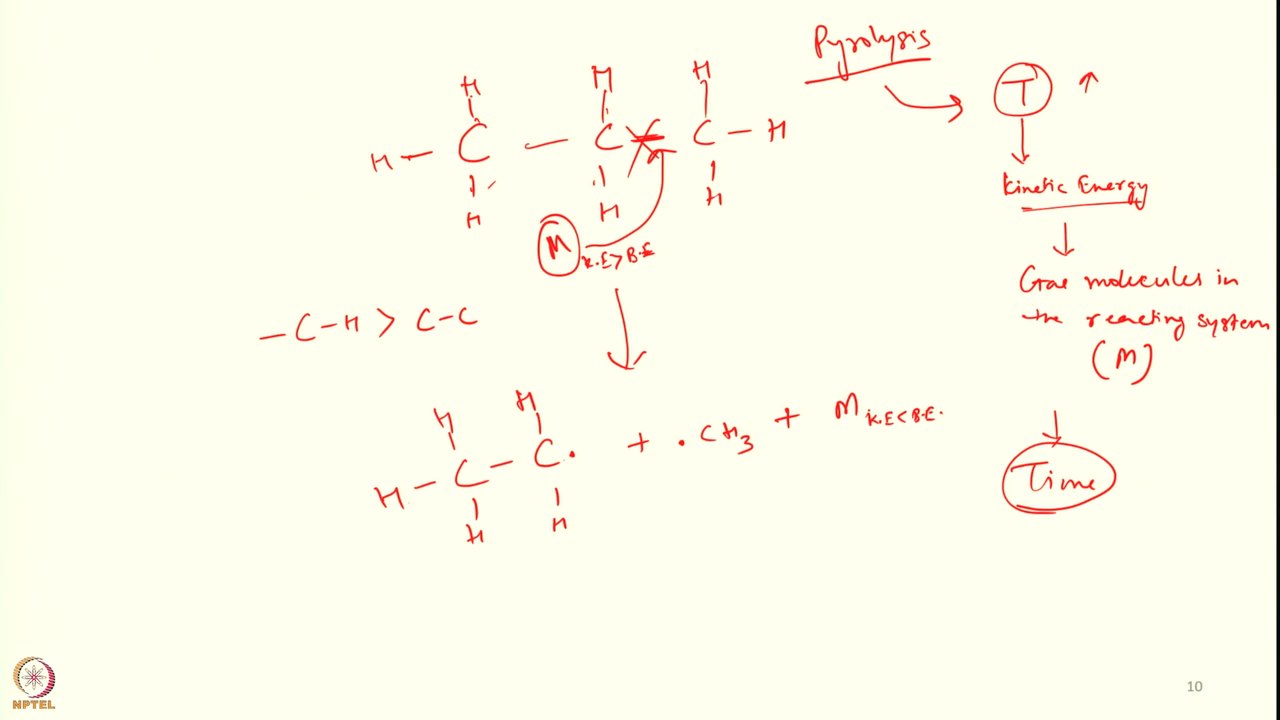 Pyrolysis
T ↑
H H H
H - C - C C - H
H H H
Kinetic Energy
M K.E > B.E
Gas molecules in
the reacting system
(M)
- C - H > C - C
H H
H - C - C · + · CH3 + M K.E < B.E.
H H
Time
NPTEL
10